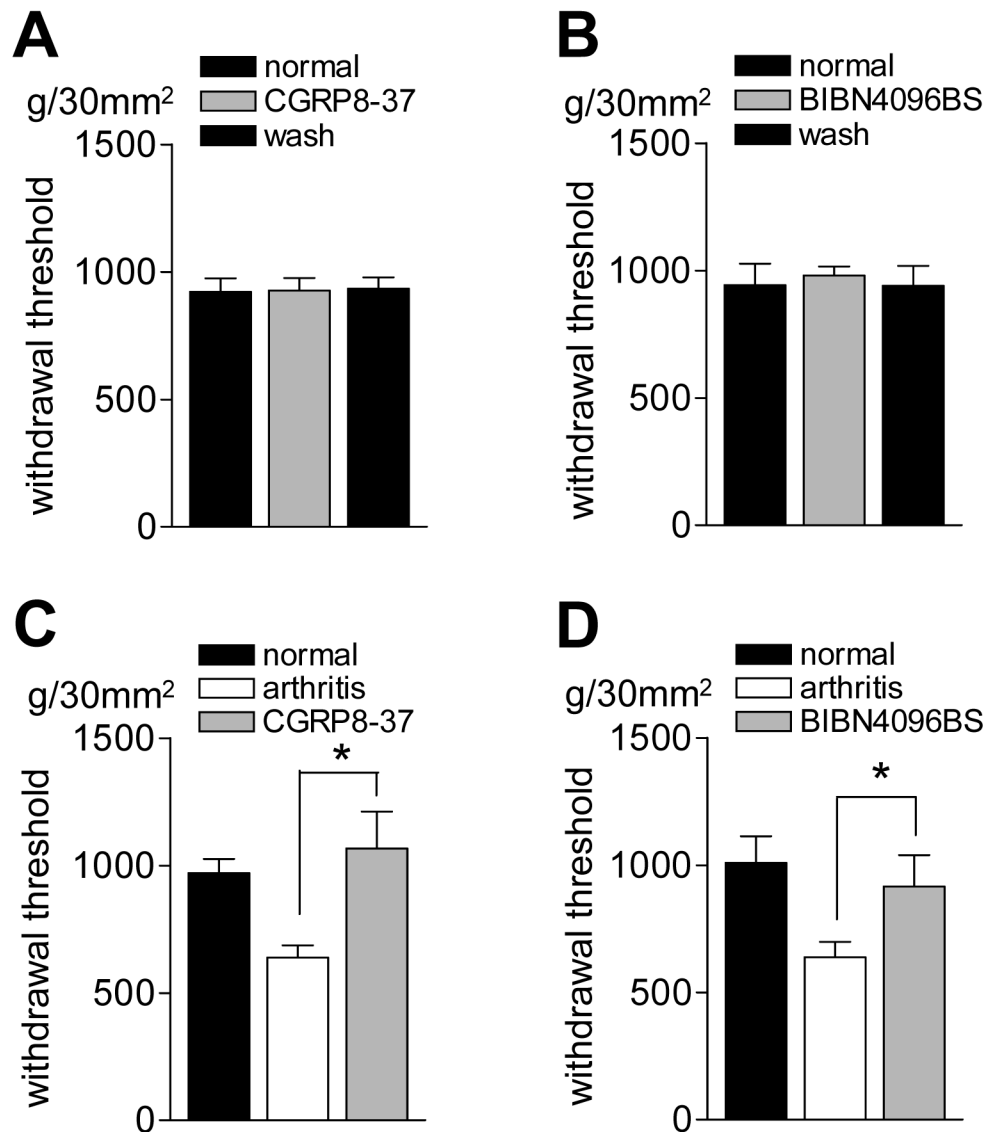 A
normal
CGRP8-37
wash
g/30mm²
withdrawal threshold
1500
1000
500
0
B
normal
BIBN4096BS
wash
g/30mm²
withdrawal threshold
1500
1000
500
0
C
normal
arthritis
CGRP8-37
g/30mm²
withdrawal threshold
1500
*
1000
500
0
D
normal
arthritis
BIBN4096BS
g/30mm²
withdrawal threshold
1500
*
1000
500
0